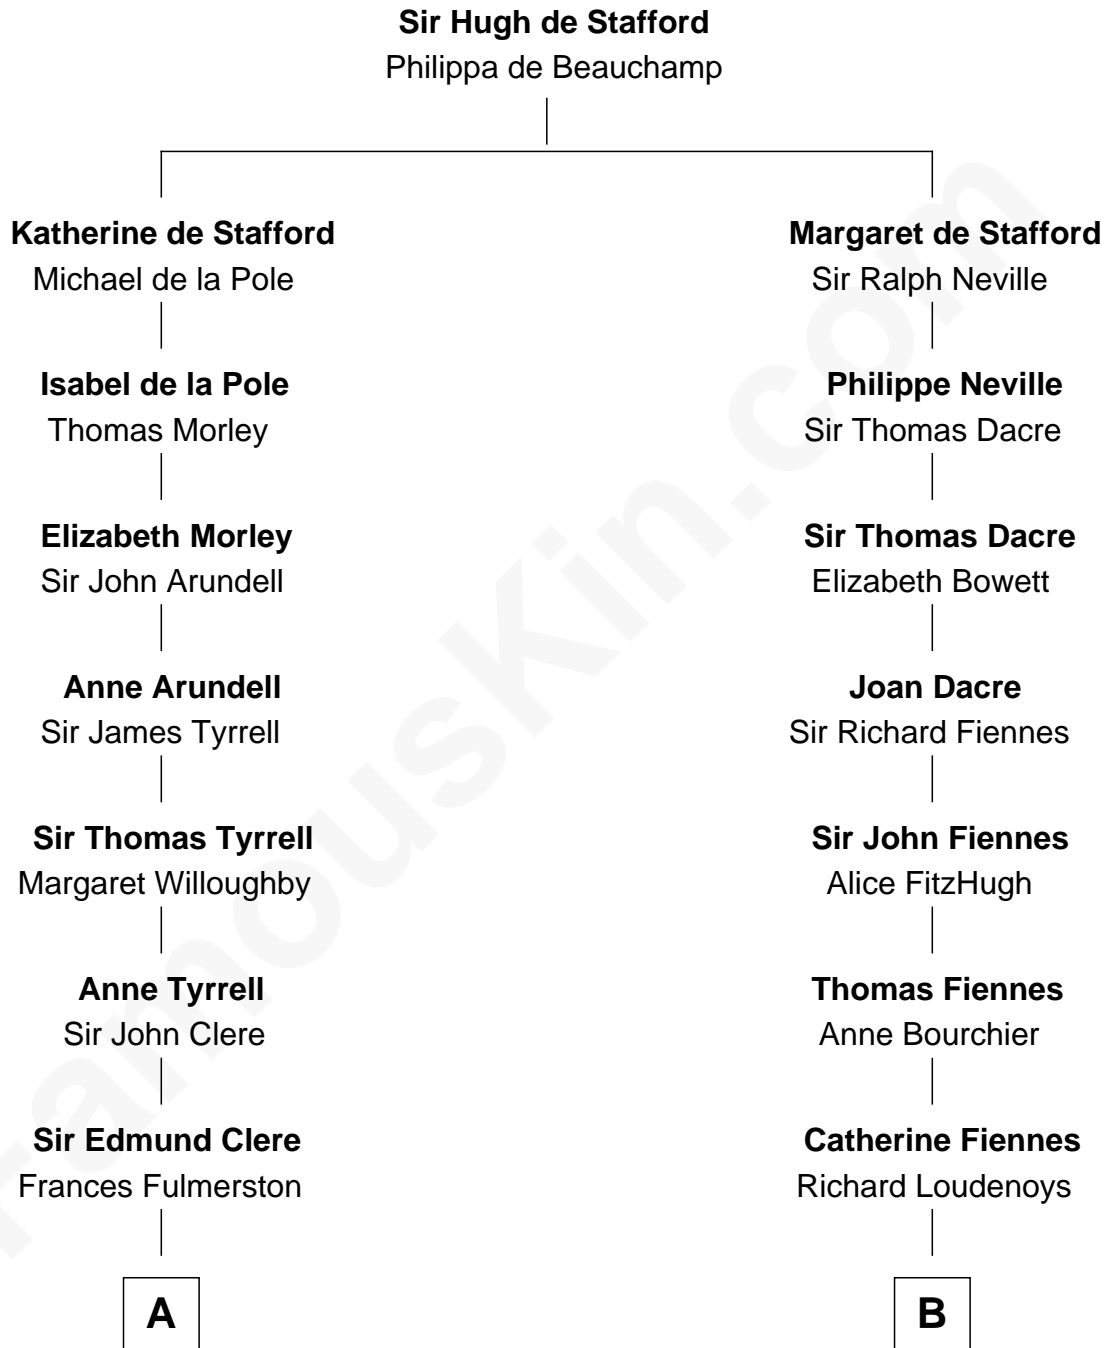 Sir Hugh de Stafford
Philippa de Beauchamp
Katherine de Stafford
Michael de la Pole
Margaret de Stafford
Sir Ralph Neville
Isabel de la Pole
Thomas Morley
Philippe Neville
Sir Thomas Dacre
Elizabeth Morley
Sir John Arundell
Sir Thomas Dacre
Elizabeth Bowett
Anne Arundell
Sir James Tyrrell
Joan Dacre
Sir Richard Fiennes
Sir Thomas Tyrrell
Margaret Willoughby
Sir John Fiennes
Alice FitzHugh
Anne Tyrrell
Sir John Clere
Thomas Fiennes
Anne Bourchier
Sir Edmund Clere
Frances Fulmerston
Catherine Fiennes
Richard Loudenoys
A
B
FamousKin.com